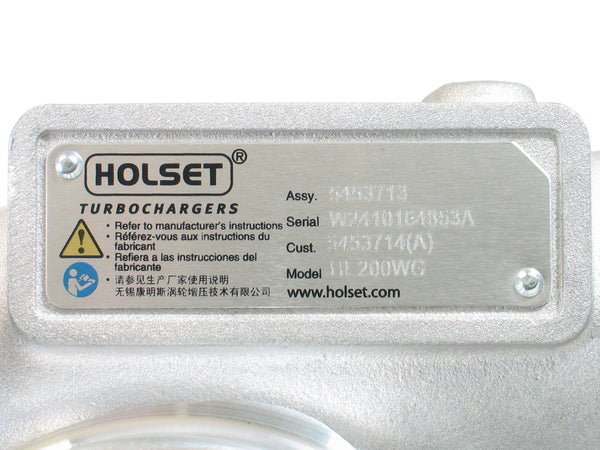 HOLSET®
TURBOCHARGERS
• Refer to manufacturer's instructions
• Référez-vous aux instructions du
fabricant
• Refiera a las instrucciones del
fabricante
• 请参见生产厂家使用说明
无锡康明斯涡轮增压技术有限公司
Assy. 5453713
Serial W2410164853A
Cust. 5453714(A)
Model HE200WG
www.holset.com